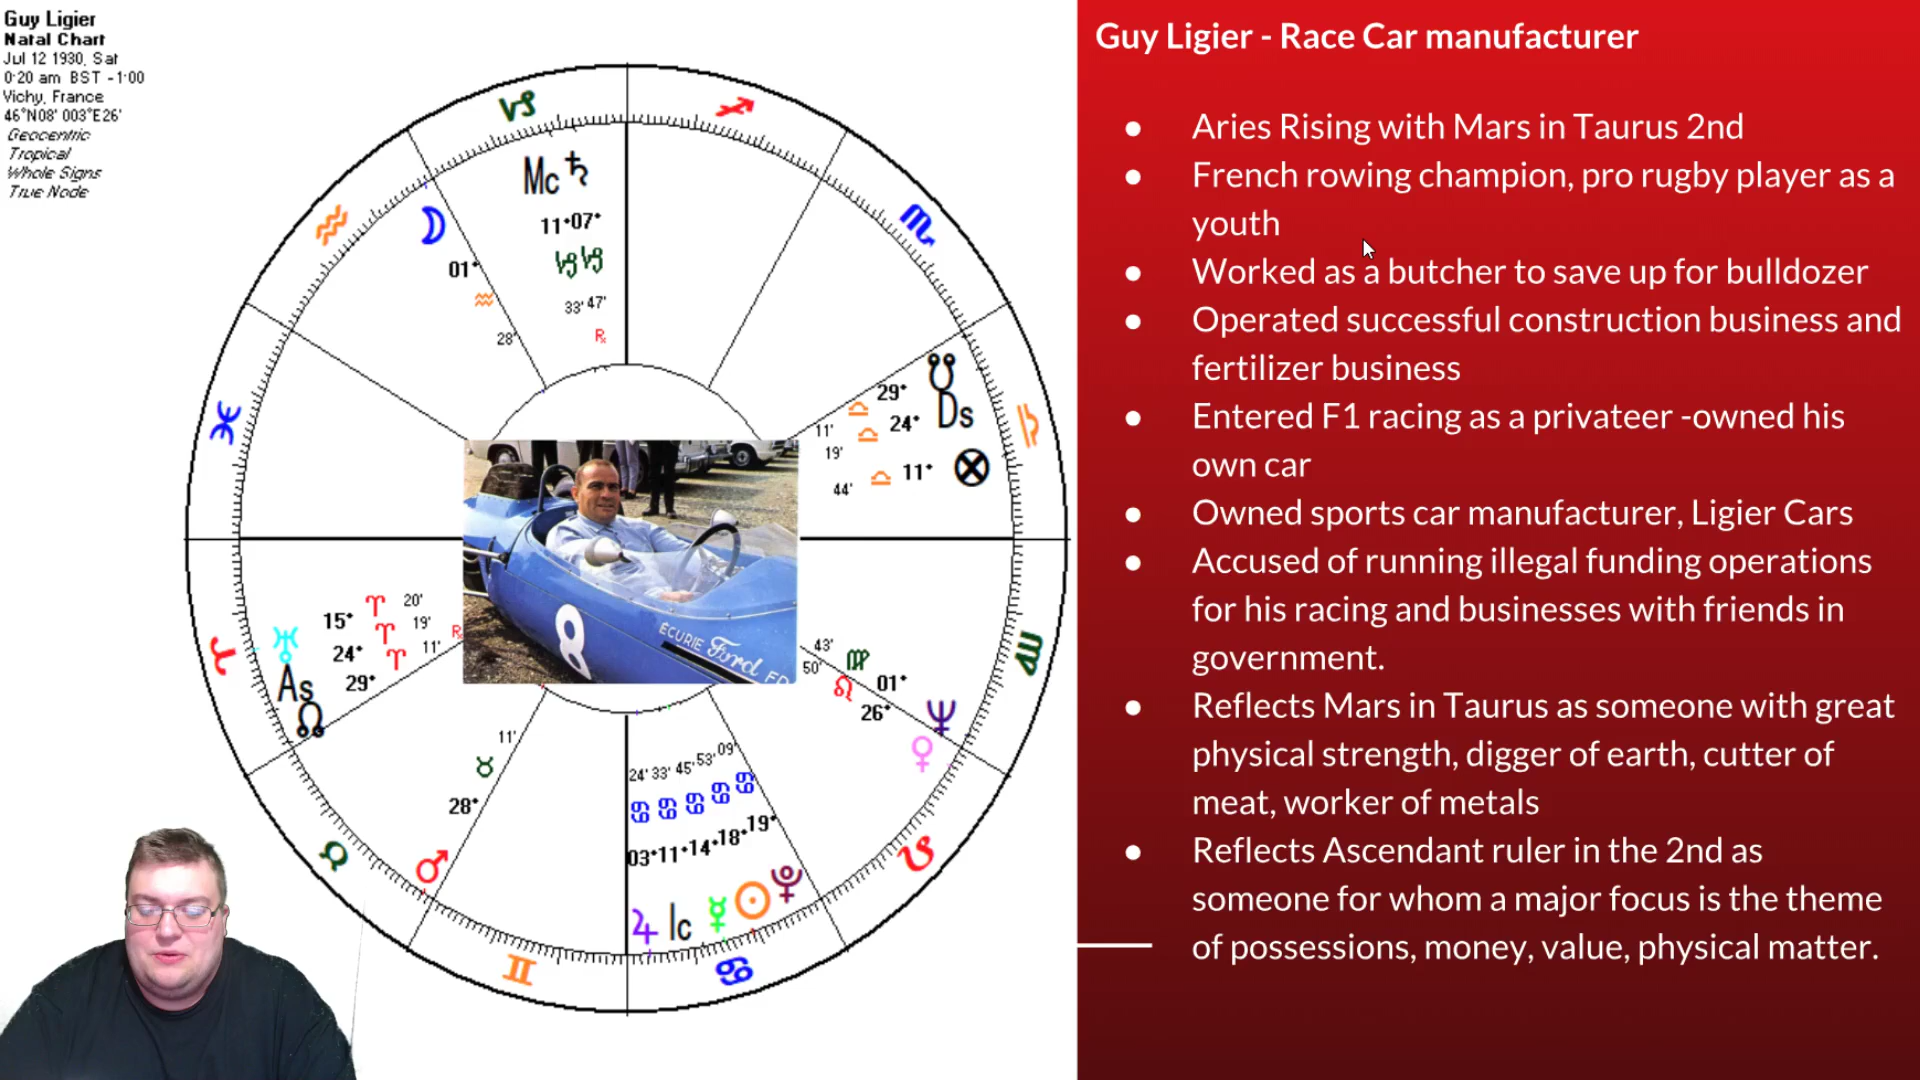 Guy Ligier
Natal Chart
Jul 12 1930, Sat
0:20 am BST -1:00
Vichy, France
46°N08' 003°E26'
Geocentric
Tropical
Whole Signs
True Node
Mc
11° 07°
33' 47'
℞
01°
28'
29°
11'
24° Ds
19'
11°
44'
15° 20'
24° 19' ℞
As
29° 11'
11'
28°
43'
50'
01°
26°
24' 33' 45' 53' 09'
03° 11° 14° 18° 19°
Ic
8
ÉCURIE Ford
Guy Ligier - Race Car manufacturer
● Aries Rising with Mars in Taurus 2nd
● French rowing champion, pro rugby player as a
youth
● Worked as a butcher to save up for bulldozer
● Operated successful construction business and
fertilizer business
● Entered F1 racing as a privateer -owned his
own car
● Owned sports car manufacturer, Ligier Cars
● Accused of running illegal funding operations
for his racing and businesses with friends in
government.
● Reflects Mars in Taurus as someone with great
physical strength, digger of earth, cutter of
meat, worker of metals
● Reflects Ascendant ruler in the 2nd as
someone for whom a major focus is the theme
of possessions, money, value, physical matter.